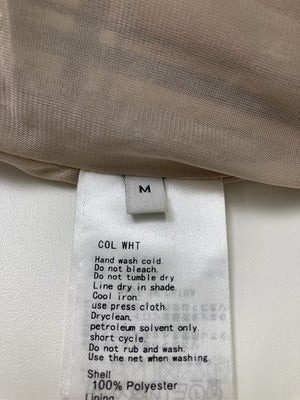 M
COL WHT
Hand wash cold.
Do not bleach.
Do not tumble dry.
Line dry in shade.
Cool iron.
use press cloth.
Dryclean.
petroleum solvent only
short cycle.
Do not rub and wash.
Use the net when washing.
Shell
100% Polyester
Lining